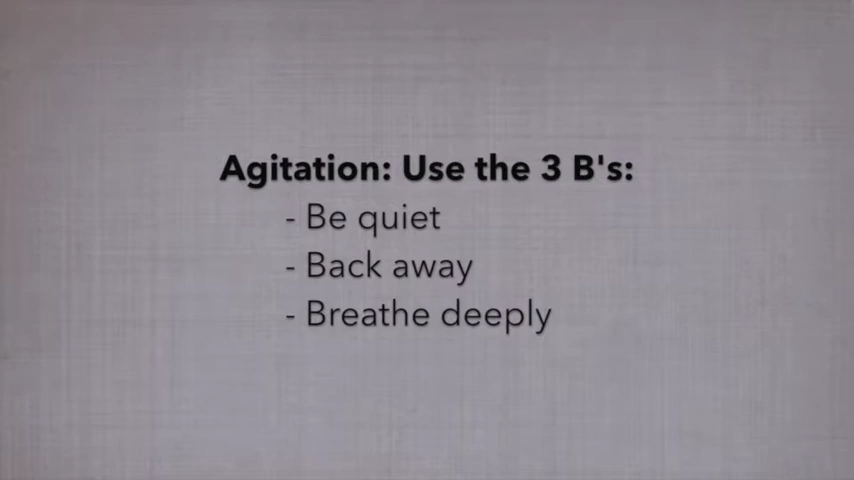 Agitation: Use the 3 B's:
- Be quiet
- Back away
- Breathe deeply